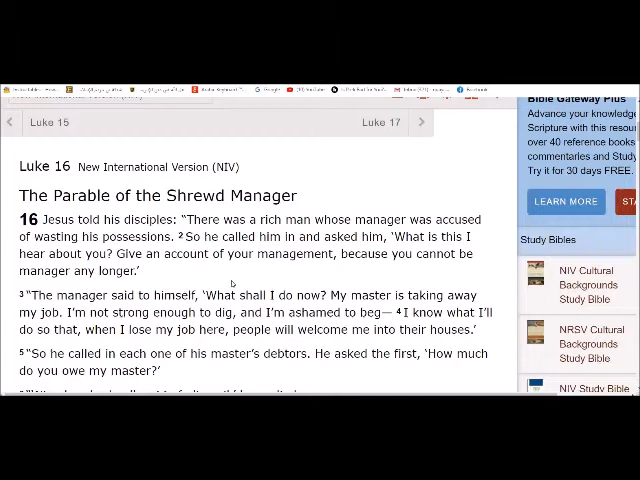 Google
YouTube
Facebook
Bible Gateway Plus
Advance your knowledge
Scripture with this resour
over 40 reference books
commentaries and Study
Try it for 30 days FREE.
LEARN MORE
STA
Study Bibles
NIV Cultural
Backgrounds
Study Bible
NRSV Cultural
Backgrounds
Study Bible
NIV Study Bible
Luke 15
Luke 17
Luke 16 New International Version (NIV)
The Parable of the Shrewd Manager
16 Jesus told his disciples: “There was a rich man whose manager was accused
of wasting his possessions. 2 So he called him in and asked him, ‘What is this I
hear about you? Give an account of your management, because you cannot be
manager any longer.’
3 “The manager said to himself, ‘What shall I do now? My master is taking away
my job. I’m not strong enough to dig, and I’m ashamed to beg— 4 I know what I’ll
do so that, when I lose my job here, people will welcome me into their houses.’
5 “So he called in each one of his master’s debtors. He asked the first, ‘How much
do you owe my master?’